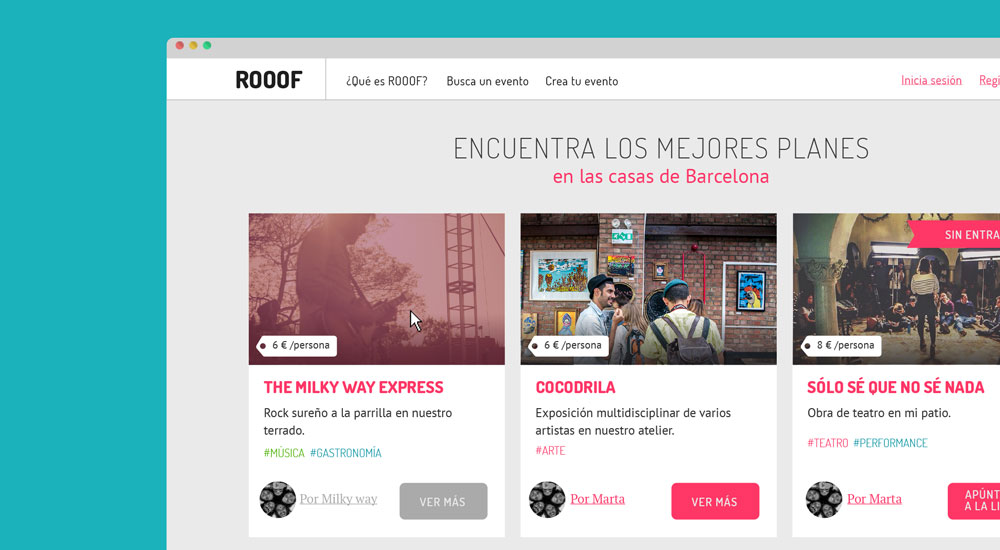 ROOOF
¿Qué es ROOOF? Busca un evento Crea tu evento
Inicia sesión
ENCUENTRA LOS MEJORES PLANES
en las casas de Barcelona
6 € /persona
THE MILKY WAY EXPRESS
Rock sureño a la parrilla en nuestro
terrado.
#MÚSICA #GASTRONOMÍA
Por Milky way
VER MÁS
6 € /persona
COCODRILA
Exposición multidisciplinar de varios
artistas en nuestro atelier.
#ARTE
Por Marta
VER MÁS
SIN
8 € /persona
SÓLO SÉ QUE NO SÉ NADA
Obra de teatro en mi patio.
#TEATRO #PERFORMANCE
Por Marta
A LA